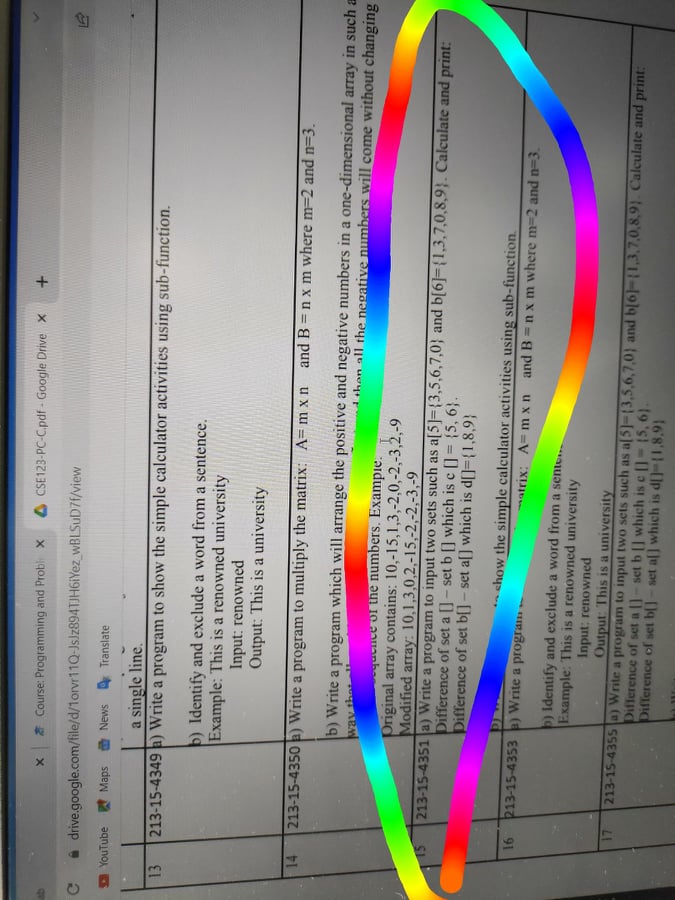 ab
Course: Programming and Proble
CSE123-PC-C.pdf - Google Drive
drive.google.com/file/d/1orvr11Q-JsJz894TJH6iYez_wBLSuD7f/view
YouTube Maps News Translate
a single line.
13 213-15-4349 a) Write a program to show the simple calculator activities using sub-function.
b) Identify and exclude a word from a sentence.
Example: This is a renowned university
Input: renowned
Output: This is a university
14 213-15-4350 a) Write a program to multiply the matrix: A= m x n and B = n x m where m=2 and n=3.
b) Write a program which will arrange the positive and negative numbers in a one-dimensional array in such a
way that all then all the negative numbers will come without changing
of the numbers. Example:
Original array contains: 10,-15,1,3,-2,0,-2,-3,2,-9
Modified array: 10,1,3,0,2,-15,-2,-2,-3,-9
15 213-15-4351 a) Write a program to input two sets such as a[5]={3,5,6,7,0} and b[6]={1,3,7,0,8,9}. Calculate and print:
Difference of set a [] – set b [] which is c [] = {5, 6}.
Difference of set b[] – set a[] which is d[]={1,8,9}
b) show the simple calculator activities using sub-function.
16 213-15-4353 a) Write a program matrix: A= m x n and B = n x m where m=2 and n=3.
b) Identify and exclude a word from a
Example: This is a renowned university
Input: renowned
Output: This is a university
17 213-15-4355 a) Write a program to input two sets such as a[5]={3,5,6,7,0} and b[6]={1,3,7,0,8,9}. Calculate and print:
Difference of set a [] – set b [] which is c [] = {5, 6}.
Difference of set b[] – set a[] which is d[]={1,8,9}